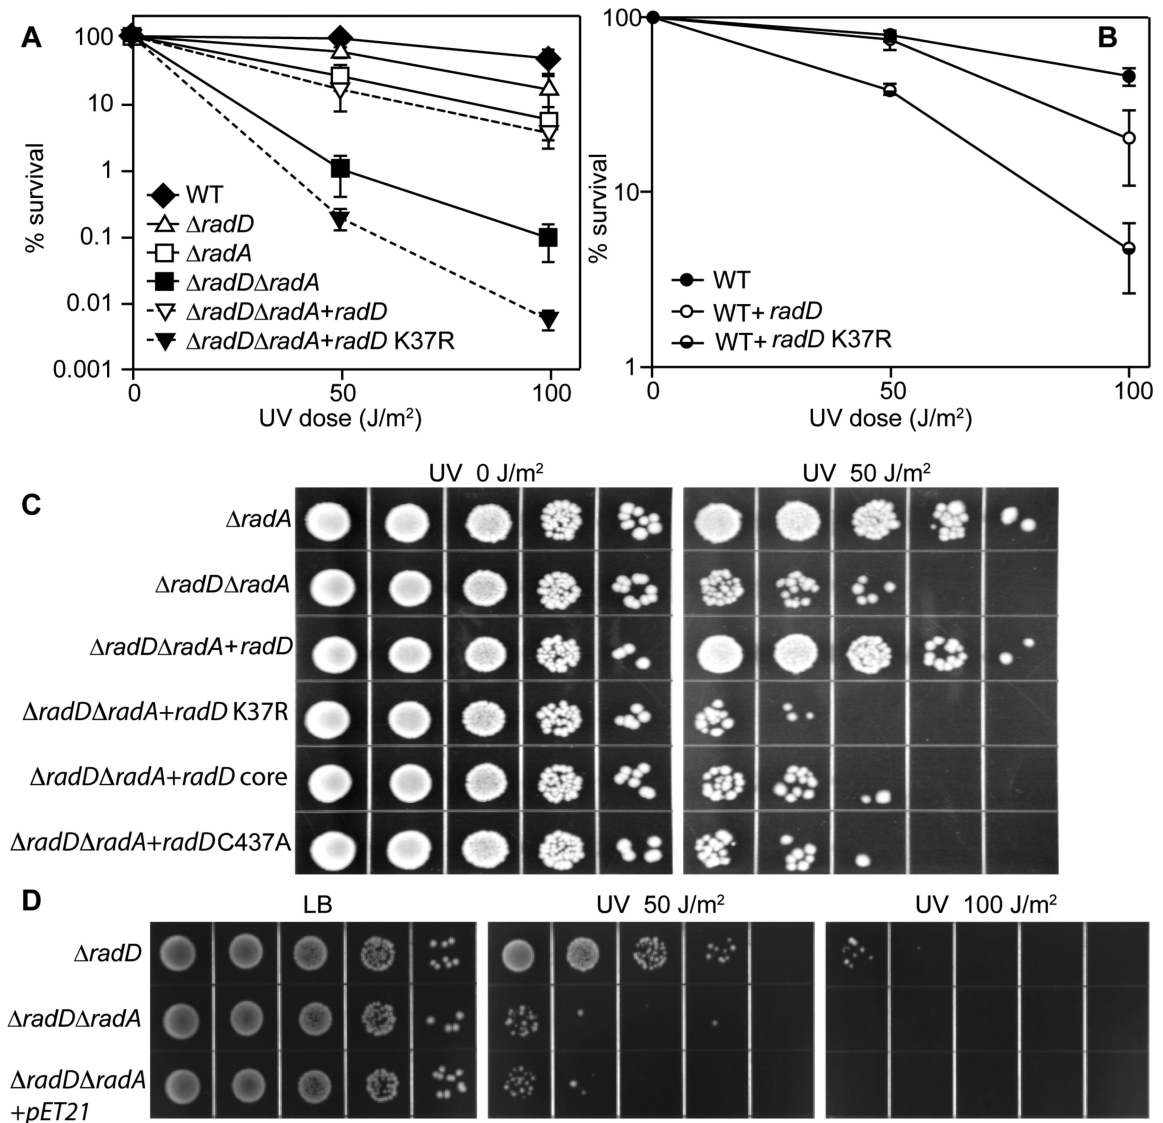 A
100
10
1
0.1
0.01
0.001
% survival
WT
ΔradD
ΔradA
ΔradDΔradA
ΔradDΔradA+radD
ΔradDΔradA+radD K37R
0
50
100
UV dose (J/m²)
B
100
10
1
% survival
WT
WT+ radD
WT+ radD K37R
0
50
100
UV dose (J/m²)
C
UV 0 J/m²
UV 50 J/m²
ΔradA
ΔradDΔradA
ΔradDΔradA+radD
ΔradDΔradA+radD K37R
ΔradDΔradA+radD core
ΔradDΔradA+radDC437A
D
LB
UV 50 J/m²
UV 100 J/m²
ΔradD
ΔradDΔradA
ΔradDΔradA
+pET21